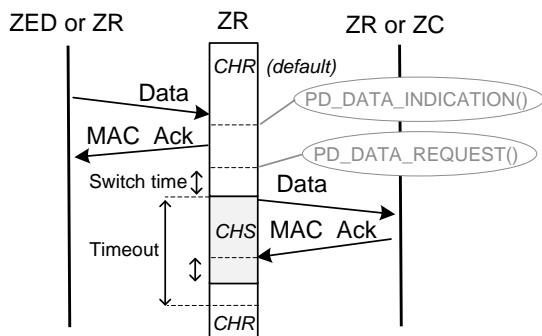 ZED or ZR
ZR
ZR or ZC
CHR
(default)
Data
PD_DATA_INDICATION()
MAC Ack
PD_DATA_REQUEST()
Switch time
Data
CHS
MAC Ack
Timeout
CHR